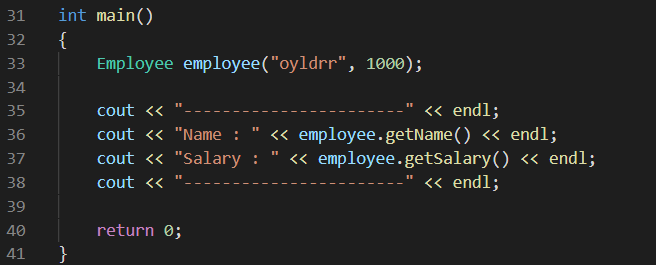 31 int main()
32 {
33     Employee employee("oyldrr", 1000);
34
35     cout << "-----------------------" << endl;
36     cout << "Name : " << employee.getName() << endl;
37     cout << "Salary : " << employee.getSalary() << endl;
38     cout << "-----------------------" << endl;
39
40     return 0;
41 }